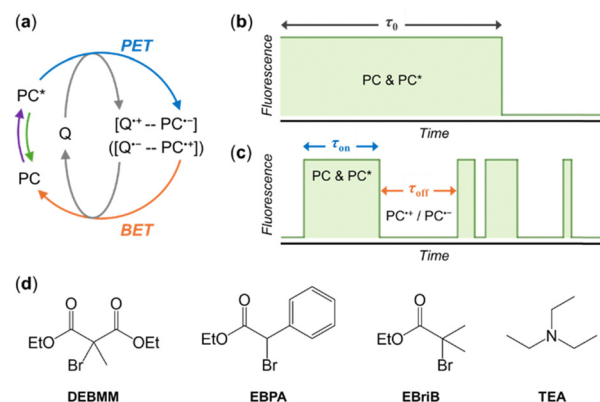 (a)
PET
PC*
Q
[Q•+ -- PC•−]
([Q•− -- PC•+])
PC
BET
(b)
τ0
Fluorescence
PC & PC*
Time
(c)
τon
Fluorescence
PC & PC*
τoff
PC•+ / PC•−
Time
(d)
O O
EtO OEt
Br
DEBMM
O
EtO
Br
EBPA
O
EtO
Br
EBriB
N
TEA